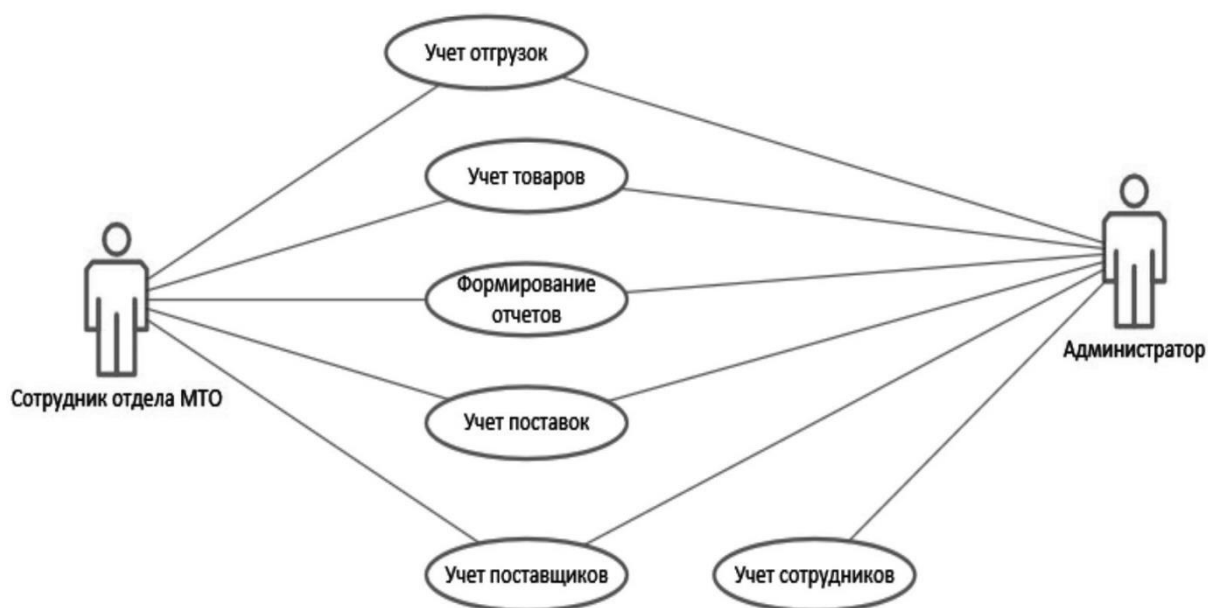 Учет отгрузок
Учет товаров
Формирование
отчетов
Администратор
Сотрудник отдела МТО
Учет поставок
Учет поставщиков
Учет сотрудников